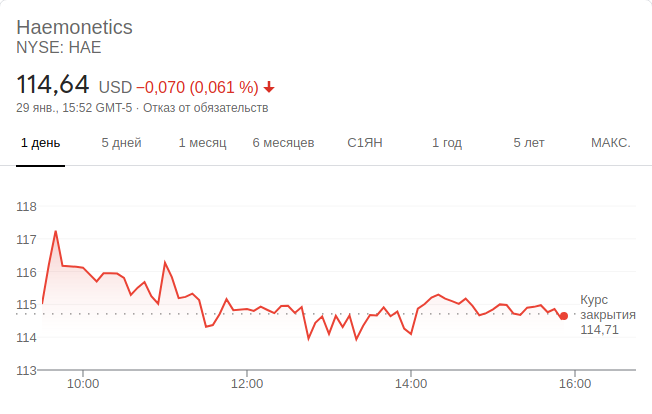 Haemonetics
NYSE: HAE
114,64 USD −0,070 (0,061 %)
29 янв., 15:52 GMT-5 · Отказ от обязательств
1 день 5 дней 1 месяц 6 месяцев С1ЯН 1 год 5 лет МАКС.
118
117
116
115
114
113
Курс
закрытия
114,71
10:00 12:00 14:00 16:00